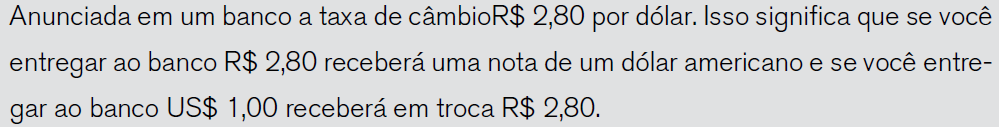 Anunciada em um banco a taxa de câmbioR$ 2,80 por dólar. Isso significa que se você
entregar ao banco R$ 2,80 receberá uma nota de um dólar americano e se você entre-
gar ao banco US$ 1,00 receberá em troca R$ 2,80.